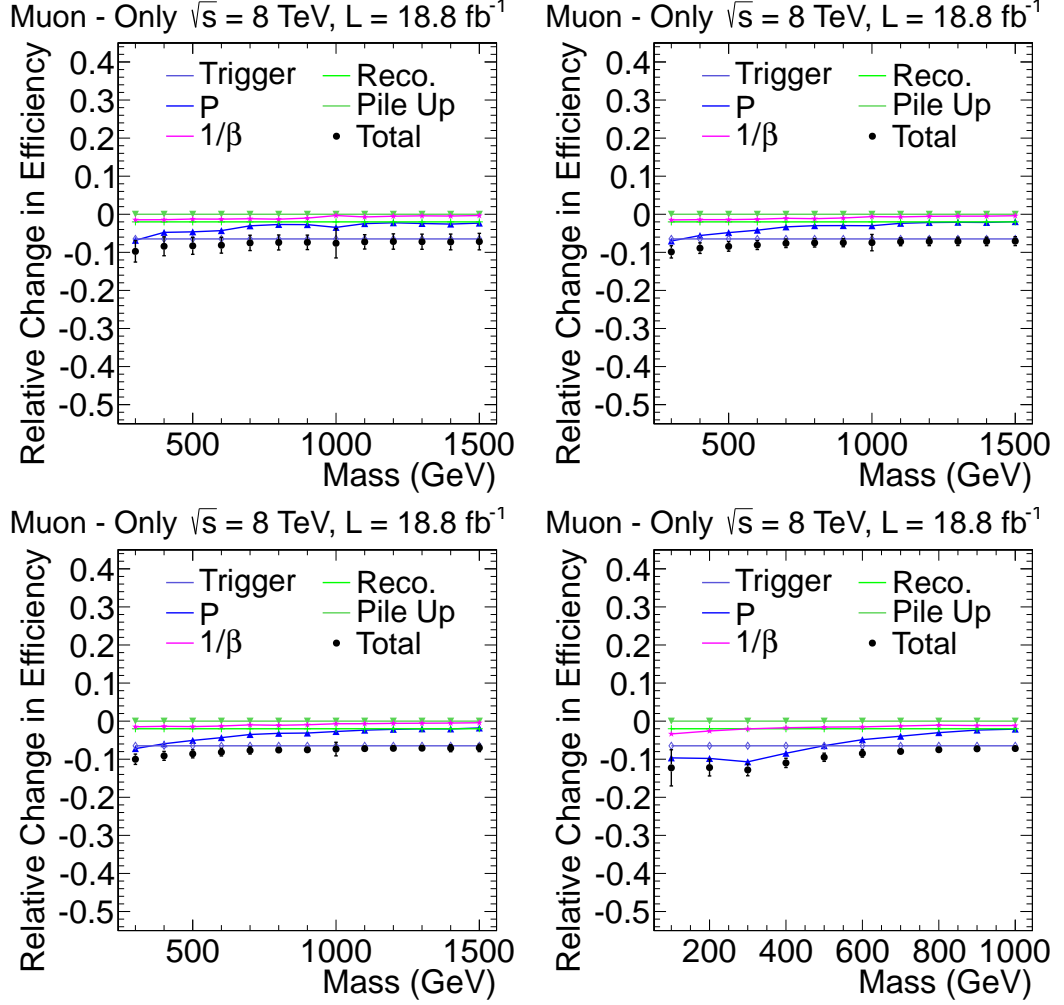 Muon - Only √s = 8 TeV, L = 18.8 fb⁻¹
Relative Change in Efficiency
0.4
0.3
0.2
0.1
0
-0.1
-0.2
-0.3
-0.4
-0.5
Trigger
P
1/β
Reco.
Pile Up
Total
500 1000 1500
Mass (GeV)
Muon - Only √s = 8 TeV, L = 18.8 fb⁻¹
Relative Change in Efficiency
0.4
0.3
0.2
0.1
0
-0.1
-0.2
-0.3
-0.4
-0.5
Trigger
P
1/β
Reco.
Pile Up
Total
500 1000 1500
Mass (GeV)
Muon - Only √s = 8 TeV, L = 18.8 fb⁻¹
Relative Change in Efficiency
0.4
0.3
0.2
0.1
0
-0.1
-0.2
-0.3
-0.4
-0.5
Trigger
P
1/β
Reco.
Pile Up
Total
500 1000 1500
Mass (GeV)
Muon - Only √s = 8 TeV, L = 18.8 fb⁻¹
Relative Change in Efficiency
0.4
0.3
0.2
0.1
0
-0.1
-0.2
-0.3
-0.4
-0.5
Trigger
P
1/β
Reco.
Pile Up
Total
200 400 600 800 1000
Mass (GeV)